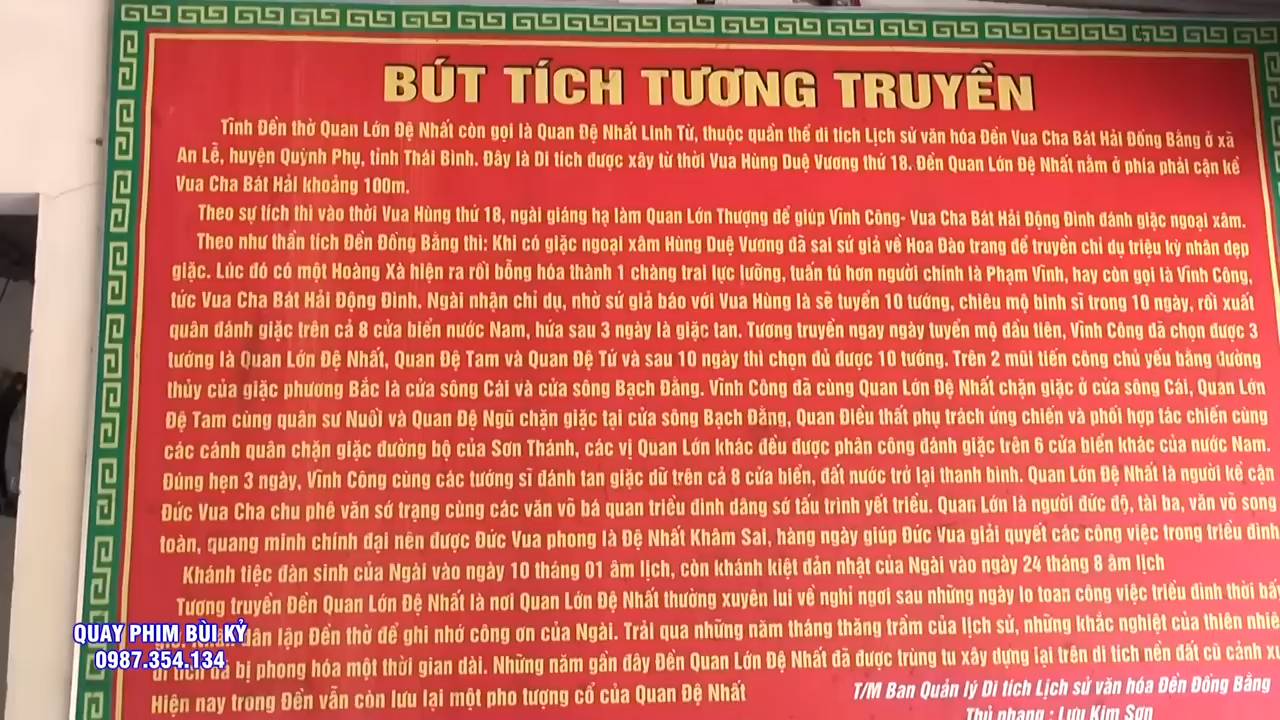 BÚT TÍCH TƯƠNG TRUYỀN
Tĩnh Đền thờ Quan Lớn Đệ Nhất còn gọi là Quan Đệ Nhất Linh Từ, thuộc quần thể di tích Lịch sử văn hóa Đền Vua Cha Bát Hải Đồng Bằng ở xã
An Lễ, huyện Quỳnh Phụ, tỉnh Thái Bình. Đây là Di tích được xây từ thời Vua Hùng Duệ Vương thứ 18. Đền Quan Lớn Đệ Nhất nằm ở phía phải cận kề
Vua Cha Bát Hải khoảng 100m.
Theo sự tích thì vào thời Vua Hùng thứ 18, ngài giáng hạ làm Quan Lớn Thượng để giúp Vĩnh Công- Vua Cha Bát Hải Động Đình đánh giặc ngoại xâm.
Theo như thần tích Đền Đồng Bằng thì: Khi có giặc ngoại xâm Hùng Duệ Vương đã sai sứ giả về Hoa Đào trang để truyền chỉ dụ triệu kỳ nhân dẹp
giặc. Lúc đó có một Hoàng Xà hiện ra rồi bỗng hóa thành 1 chàng trai lực lưỡng, tuấn tú hơn người chính là Phạm Vĩnh, hay còn gọi là Vĩnh Công,
tức Vua Cha Bát Hải Động Đình. Ngài nhận chỉ dụ, nhờ sứ giả báo với Vua Hùng là sẽ tuyển 10 tướng, chiêu mộ binh sĩ trong 10 ngày, rồi xuất
quân đánh giặc trên cả 8 cửa biển nước Nam, hứa sau 3 ngày là giặc tan. Tương truyền ngay ngày tuyển mộ đầu tiên, Vĩnh Công đã chọn được 3
tướng là Quan Lớn Đệ Nhất, Quan Đệ Tam và Quan Đệ Tứ và sau 10 ngày thì chọn đủ được 10 tướng. Trên 2 mũi tiến công chủ yếu bằng đường
thủy của giặc phương Bắc là cửa sông Cái và cửa sông Bạch Đằng. Vĩnh Công đã cùng Quan Lớn Đệ Nhất chặn giặc ở cửa sông Cái, Quan Lớn
Đệ Tam cùng quân sư Nuôi và Quan Đệ Ngũ chặn giặc tại cửa sông Bạch Đằng, Quan Điều thất phụ trách ứng chiến và phối hợp tác chiến cùng
các cánh quân chặn giặc đường bộ của Sơn Thánh, các vị Quan Lớn khác đều được phân công đánh giặc trên 6 cửa biển khác của nước Nam.
Đúng hẹn 3 ngày, Vĩnh Công cùng các tướng sĩ đánh tan giặc dữ trên cả 8 cửa biển, đất nước trở lại thanh bình. Quan Lớn Đệ Nhất là người kề cận
Đức Vua Cha chu phê văn sớ trạng cùng các văn võ bá quan triều đình dâng sớ tấu trình yết triều. Quan Lớn là người đức độ, tài ba, văn võ song
toàn, quang minh chính đại nên được Đức Vua phong là Đệ Nhất Khâm Sai, hàng ngày giúp Đức Vua giải quyết các công việc trong triều đình
Khánh tiệc đàn sinh của Ngài vào ngày 10 tháng 01 âm lịch, còn khánh kiệt đản nhật của Ngài vào ngày 24 tháng 8 âm lịch
Tương truyền Đền Quan Lớn Đệ Nhất là nơi Quan Lớn Đệ Nhất thường xuyên lui về nghỉ ngơi sau những ngày lo toan công việc triều đình thời
lập Đền thờ để ghi nhớ công ơn của Ngài. Trải qua những năm tháng thăng trầm của lịch sử, những khắc nghiệt của thiên
bị phong hóa một thời gian dài. Những năm gần đây Đền Quan Lớn Đệ Nhất đã được trùng tu xây dựng lại trên di tích nền đất cũ cảnh
Hiện nay trong Đền vẫn còn lưu lại một pho tượng cổ của Quan Đệ Nhất
T/M Ban Quản lý Di tích Lịch sử văn hóa Đền Đồng Bằng
Thủ nhang : Lưu Kim Sơn
QUAY PHIM BÙI KỶ
0987.354.134